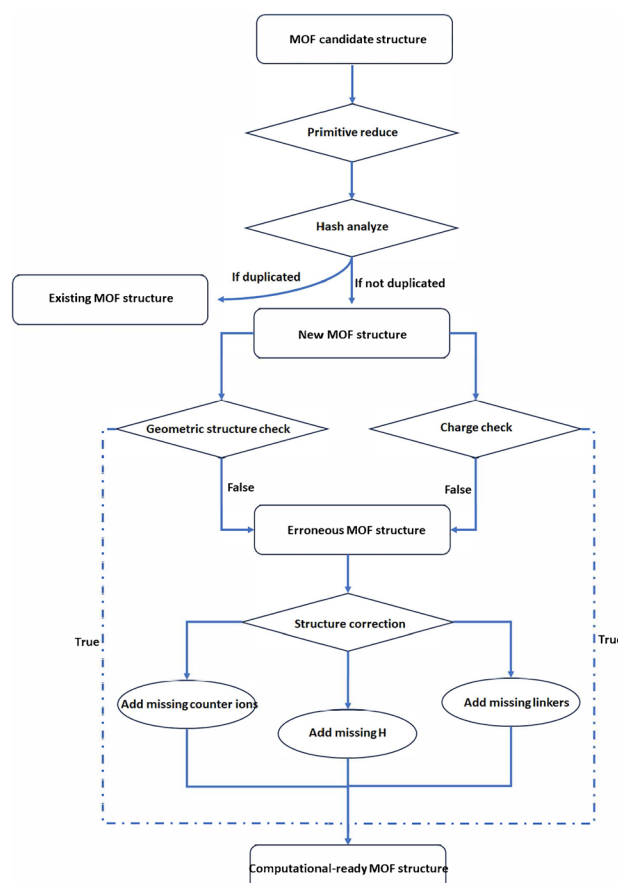 MOF candidate structure
Primitive reduce
Hash analyze
If duplicated
If not duplicated
Existing MOF structure
New MOF structure
Geometric structure check
Charge check
False
False
Erroneous MOF structure
Structure correction
True
True
Add missing counter ions
Add missing H
Add missing linkers
Computational-ready MOF structure